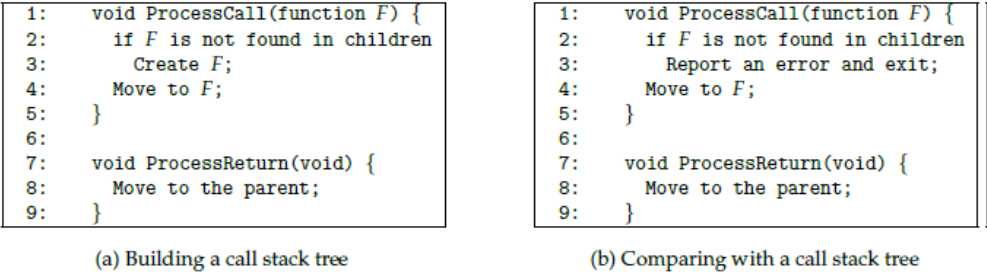 1: void ProcessCall(function F) {
2: if F is not found in children
3: Create F;
4: Move to F;
5: }
6:
7: void ProcessReturn(void) {
8: Move to the parent;
9: }
(a) Building a call stack tree
1: void ProcessCall(function F) {
2: if F is not found in children
3: Report an error and exit;
4: Move to F;
5: }
6:
7: void ProcessReturn(void) {
8: Move to the parent;
9: }
(b) Comparing with a call stack tree